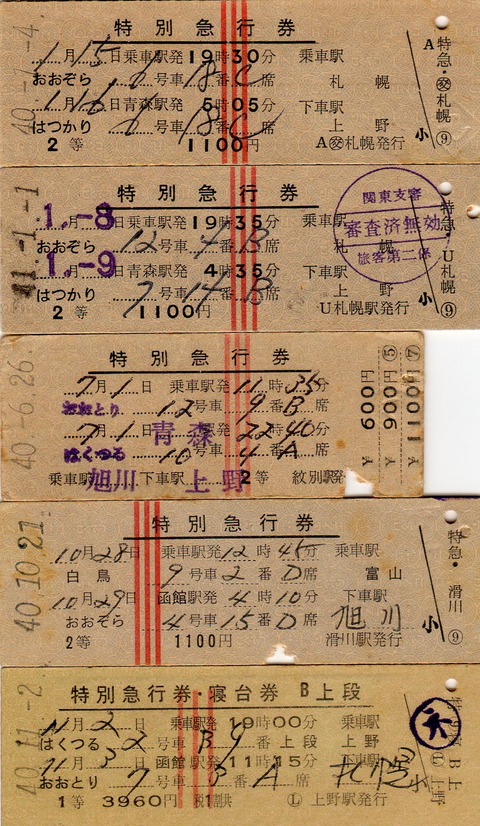 特別急行券
1月15日乗車駅発19時30分 乗車駅
おおぞら 6号車18番C席 札幌
1月16日青森駅発5時05分 下車駅
はつかり 6号車18番C席 上野
2等 1100円 A㊋札幌発行
小
⑨
40.-1.-4.
特別急行券
1.-8 乗車駅発19時35分 乗車駅
おおぞら 12号車4番B席 札幌
1.-9 青森駅発4時35分 下車駅
はつかり 7号車14番B席 上野
2等 1100円 U札幌駅発行
関東支審
審査済無効
旅客第二係
特急・U札幌
小
⑨
41.-1.-1
特別急行券
7月1日 乗車駅発11時35分
おおとり 12号車9番B席
7月1日 青森 22時40分
はくつる 10号車4番A席
乗車駅 旭川 下車駅 上野 2等 紋別駅発
¥600円
¥900円⑤
¥1100円⑦
40.-6.26.
特別急行券
10月28日 乗車駅発12時45分 乗車駅
白鳥 9号車2番D席 富山
10月29日 函館駅発4時10分 下車駅
おおぞら 4号車15番D席 旭川
2等 1100円 滑川駅発行
特急・滑川
小
⑨
40.10.21.
特別急行券・寝台券 B上段
11月2日 乗車駅発19時00分 乗車駅
はくつる 2号車B9番上段 上野
11月3日 函館駅発11時15分 下車駅
おおとり 7号車3番A席 札幌
1等 3960円 税1割共 Ⓛ上野駅発行
40.11.-2